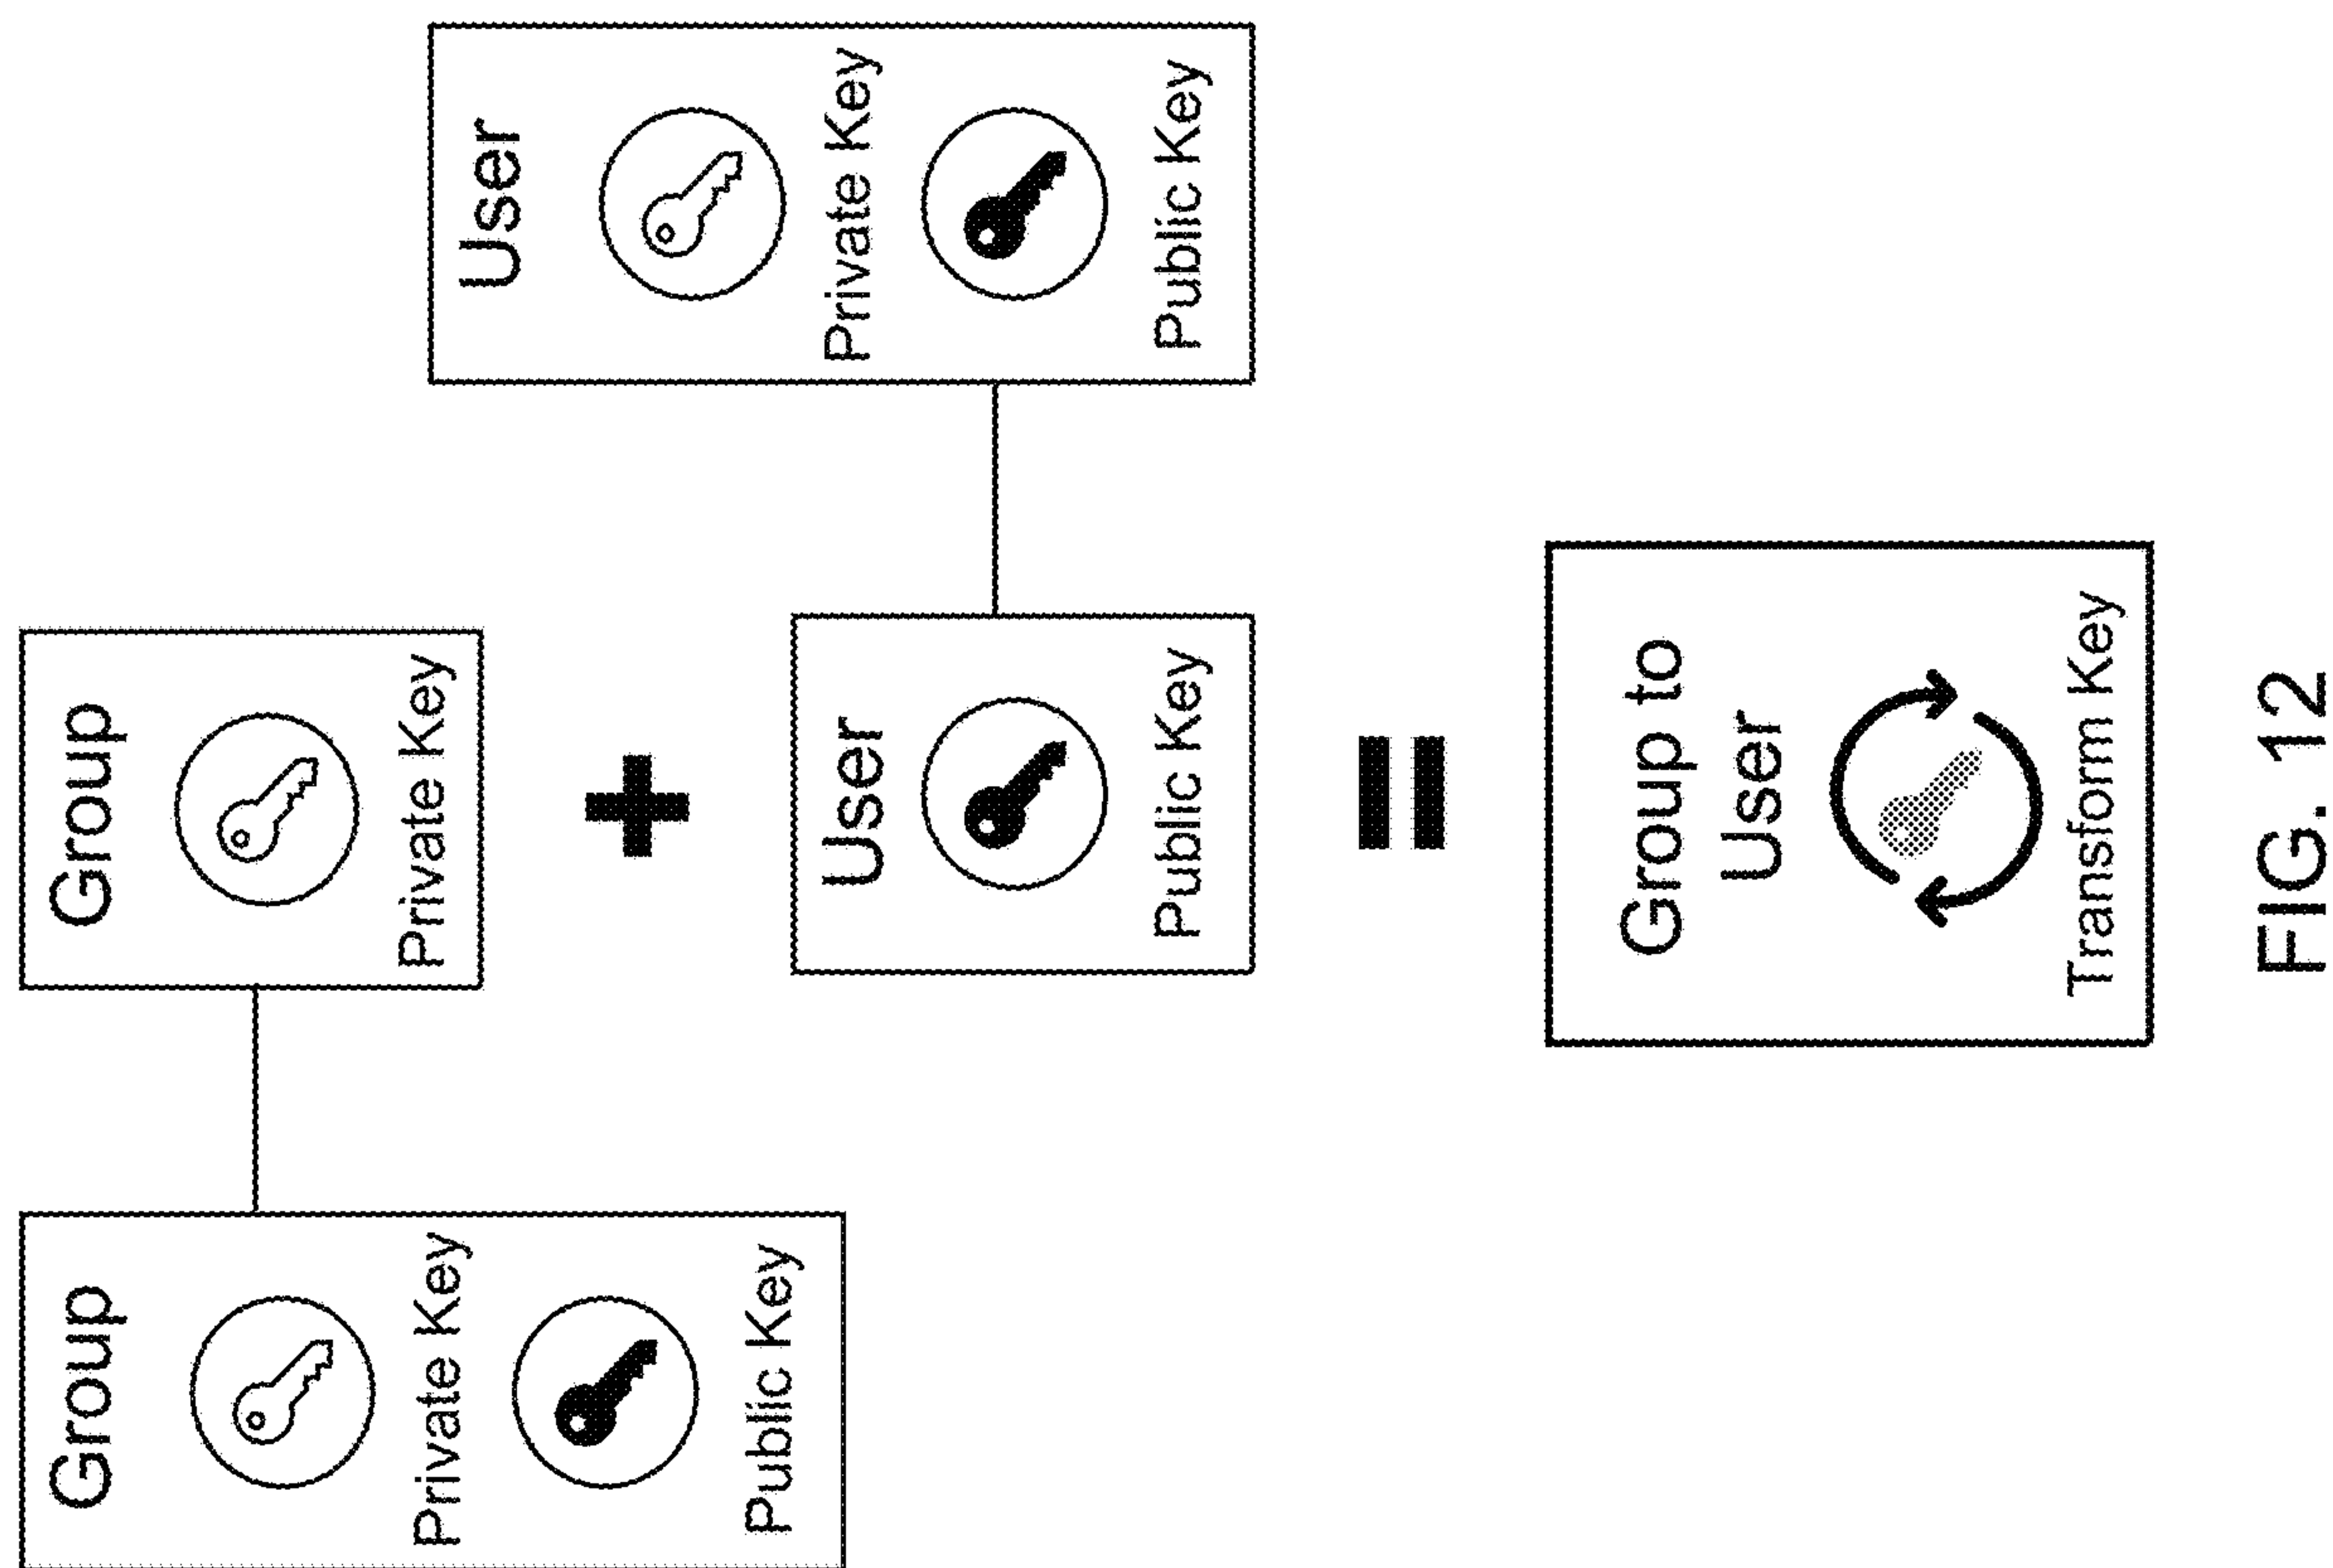 Group
Private Key
Public Key
Group
Private Key
+
User
Public Key
=
Group to
User
Transform Key
User
Private Key
Public Key
FIG. 12